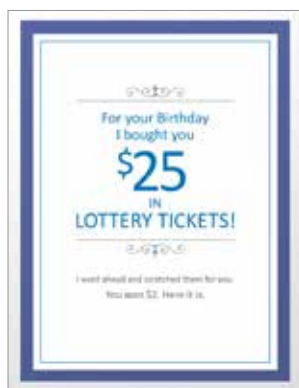 For your Birthday
I bought you
$25
IN
LOTTERY TICKETS!
I went ahead and scratched them for you.
You won $2. Here it is.